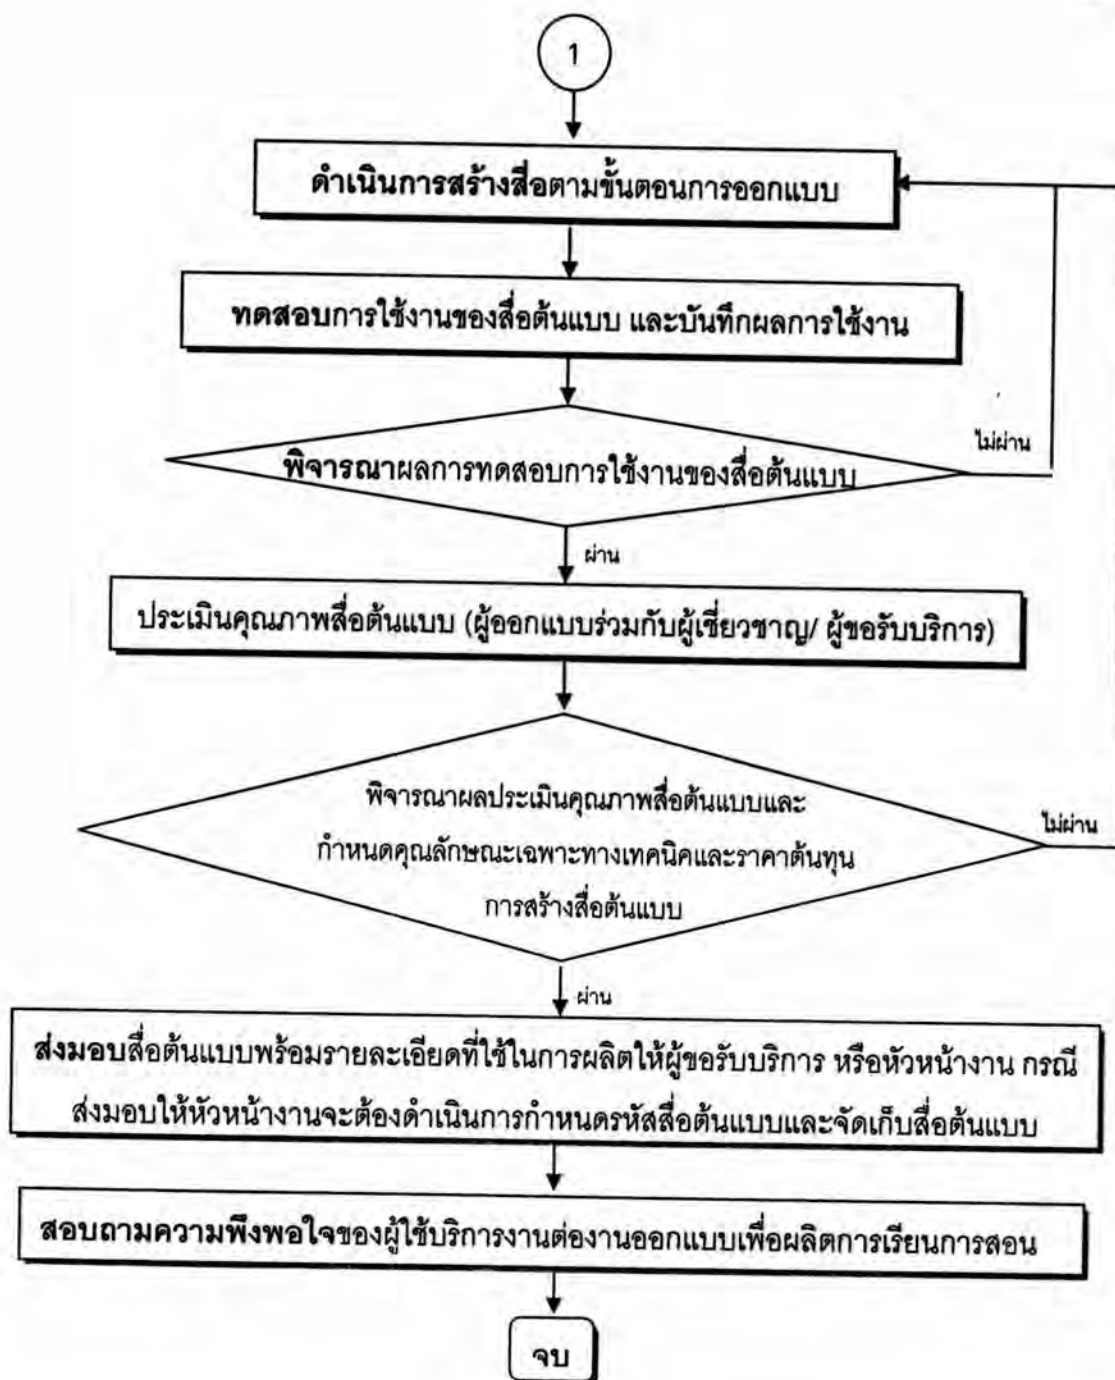 1
ดำเนินการสร้างสื่อตามขั้นตอนการออกแบบ
ทดสอบการใช้งานของสื่อต้นแบบ และบันทึกผลการใช้งาน
ไม่ผ่าน
พิจารณาผลการทดสอบการใช้งานของสื่อต้นแบบ
ผ่าน
ประเมินคุณภาพสื่อต้นแบบ (ผู้ออกแบบร่วมกับผู้เชี่ยวชาญ/ ผู้ขอรับบริการ)
พิจารณาผลประเมินคุณภาพสื่อต้นแบบและ
ไม่ผ่าน
กำหนดคุณลักษณะเฉพาะทางเทคนิคและราคาต้นทุน
การสร้างสื่อต้นแบบ
ผ่าน
ส่งมอบสื่อต้นแบบพร้อมรายละเอียดที่ใช้ในการผลิตให้ผู้ขอรับบริการ หรือหัวหน้างาน กรณี
ส่งมอบให้หัวหน้างานจะต้องดำเนินการกำหนดรหัสสื่อต้นแบบและจัดเก็บสื่อต้นแบบ
สอบถามความพึงพอใจของผู้ใช้บริการงานต่องานออกแบบเพื่อผลิตการเรียนการสอน
จบ